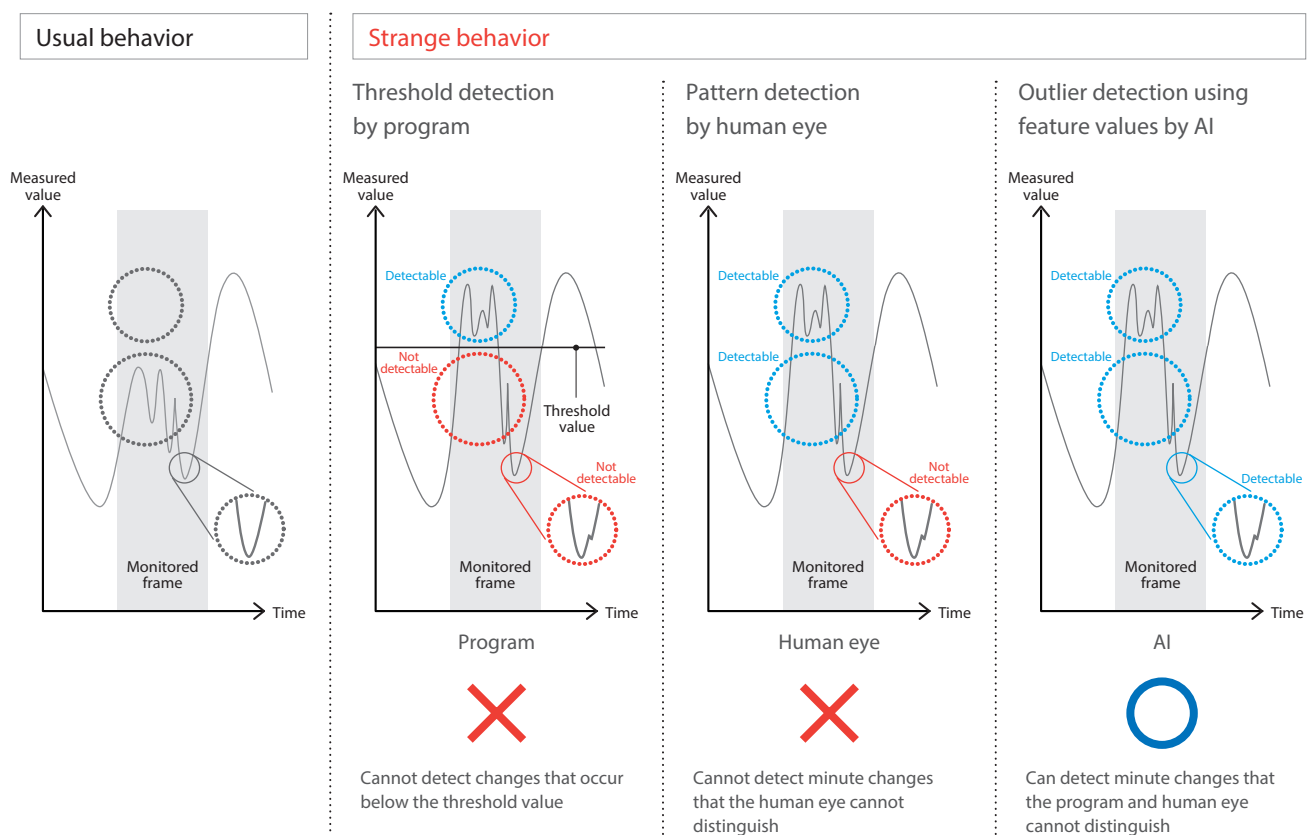 Usual behavior
Strange behavior
Threshold detection
by program
Pattern detection
by human eye
Outlier detection using
feature values by AI
Measured
value
Monitored
frame
Time
Measured
value
Detectable
Not
detectable
Threshold
value
Not
detectable
Monitored
frame
Time
Program
Cannot detect changes that occur
below the threshold value
Measured
value
Detectable
Detectable
Not
detectable
Monitored
frame
Time
Human eye
Cannot detect minute changes
that the human eye cannot
distinguish
Measured
value
Detectable
Detectable
Detectable
Monitored
frame
Time
AI
Can detect minute changes that
the program and human eye
cannot distinguish